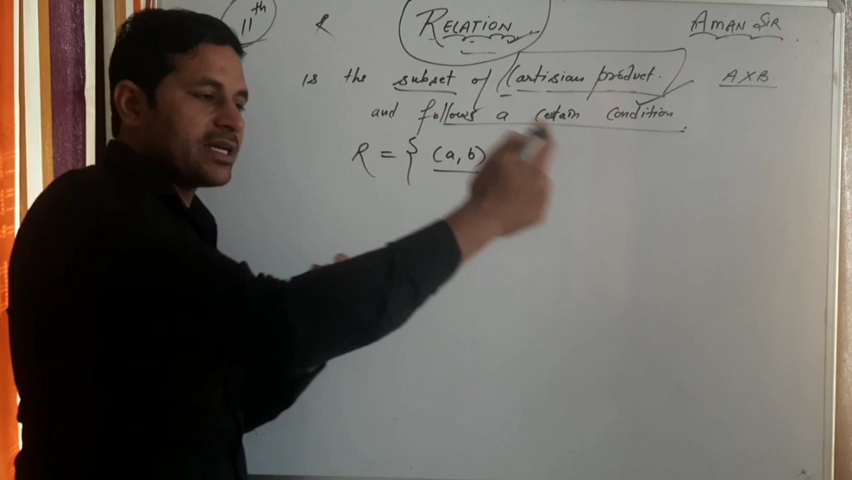 11th R RELATION AMAN SIR
is the subset of Cartisian product. A×B
and follows a certain condition
R = { (a, b)